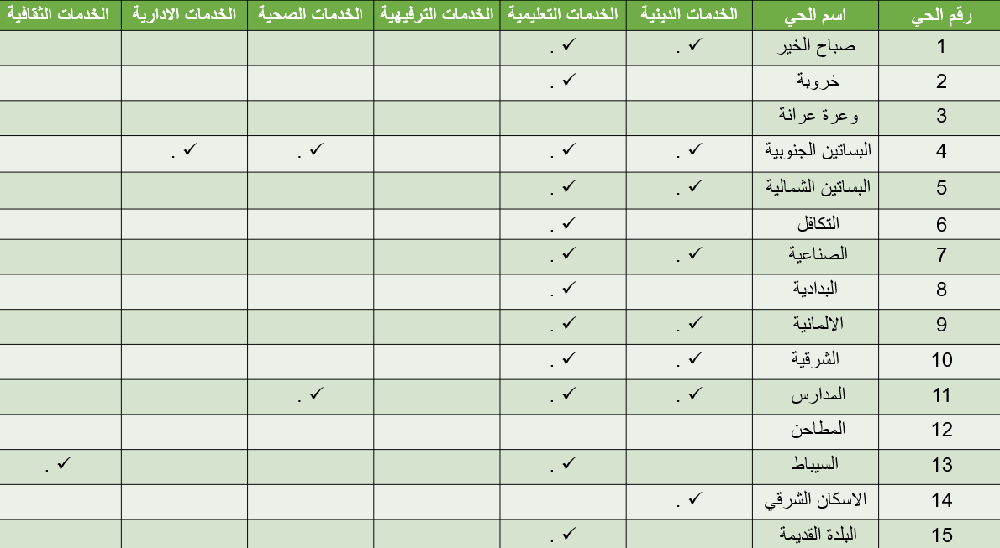 رقم الحي اسم الحي الخدمات الدينية الخدمات التعليمية الخدمات الترفيهية الخدمات الصحية الخدمات الادارية الخدمات الثقافية
1 صباح الخير ✓ . ✓ .
2 خروبة ✓ .
3 وعرة عرانة
4 البساتين الجنوبية ✓ . ✓ . ✓ . ✓ .
5 البساتين الشمالية ✓ . ✓ .
6 التكافل ✓ .
7 الصناعية ✓ . ✓ .
8 البدادية ✓ .
9 الالمانية ✓ . ✓ .
10 الشرقية ✓ . ✓ .
11 المدارس ✓ . ✓ . ✓ .
12 المطاحن
13 السيباط ✓ . ✓ .
14 الاسكان الشرقي ✓ .
15 البلدة القديمة ✓ .